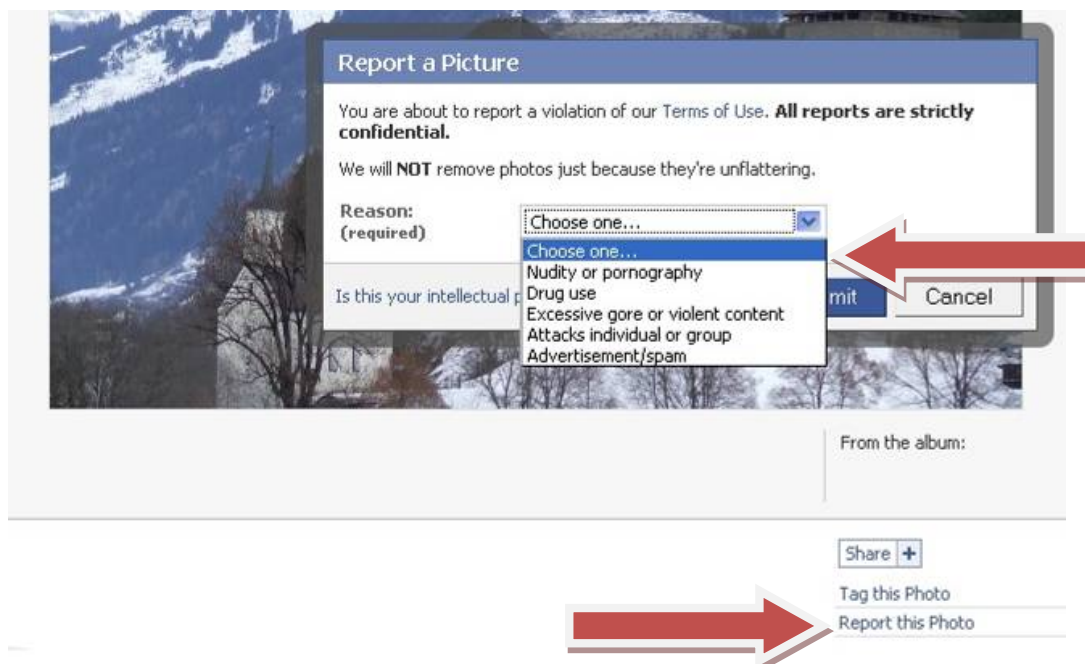 Report a Picture
You are about to report a violation of our Terms of Use. All reports are strictly
confidential.
We will NOT remove photos just because they're unflattering.
Reason:
(required)
Choose one...
Choose one...
Nudity or pornography
Drug use
Excessive gore or violent content
Attacks individual or group
Advertisement/spam
Is this your intellectual
Cancel
From the album:
Share +
Tag this Photo
Report this Photo